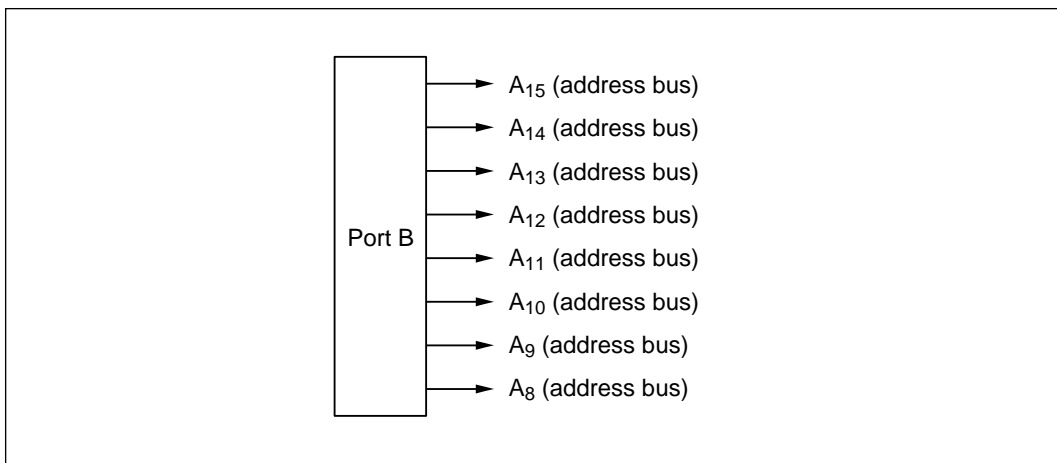 A15 (address bus)
A14 (address bus)
A13 (address bus)
A12 (address bus)
Port B
A11 (address bus)
A10 (address bus)
A9 (address bus)
A8 (address bus)